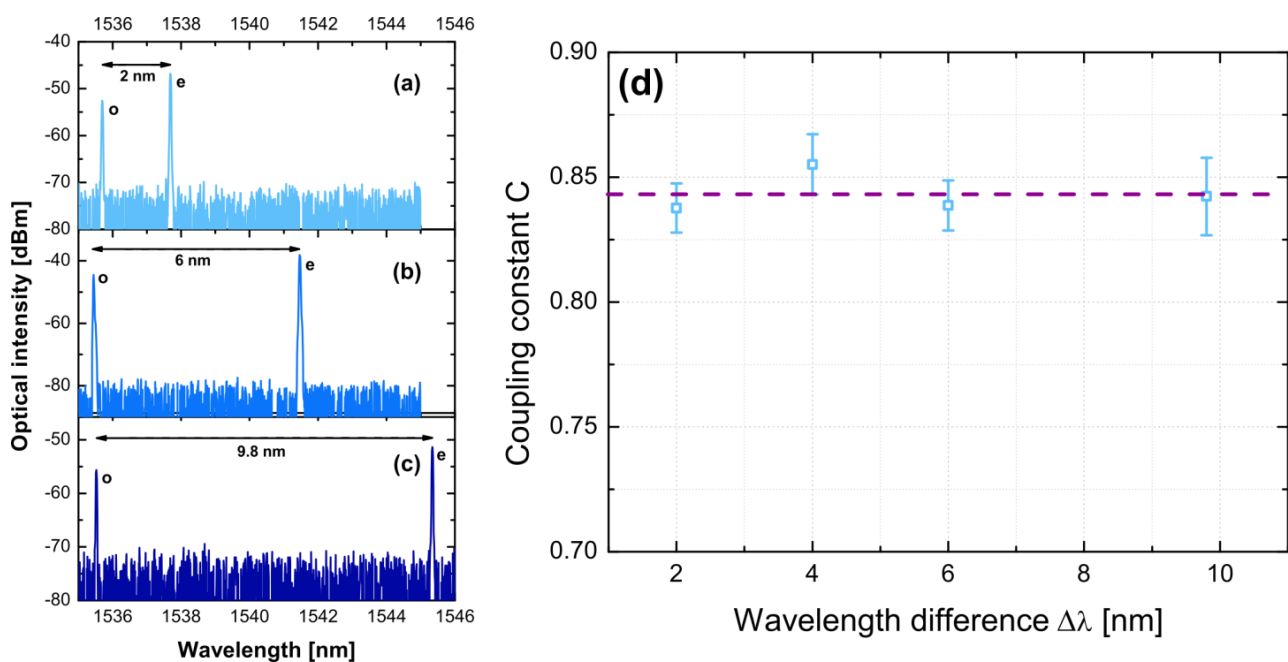 1536 1538 1540 1542 1544 1546
-40
-50
-60
-70
-80
2 nm
o
e
(a)
-40
-60
-80
6 nm
o
e
(b)
-50
-60
-70
-80
9.8 nm
o
e
(c)
1536 1538 1540 1542 1544 1546
Optical intensity [dBm]
Wavelength [nm]
(d)
0.90
0.85
0.80
0.75
0.70
Coupling constant C
2 4 6 8 10
Wavelength difference Δλ [nm]